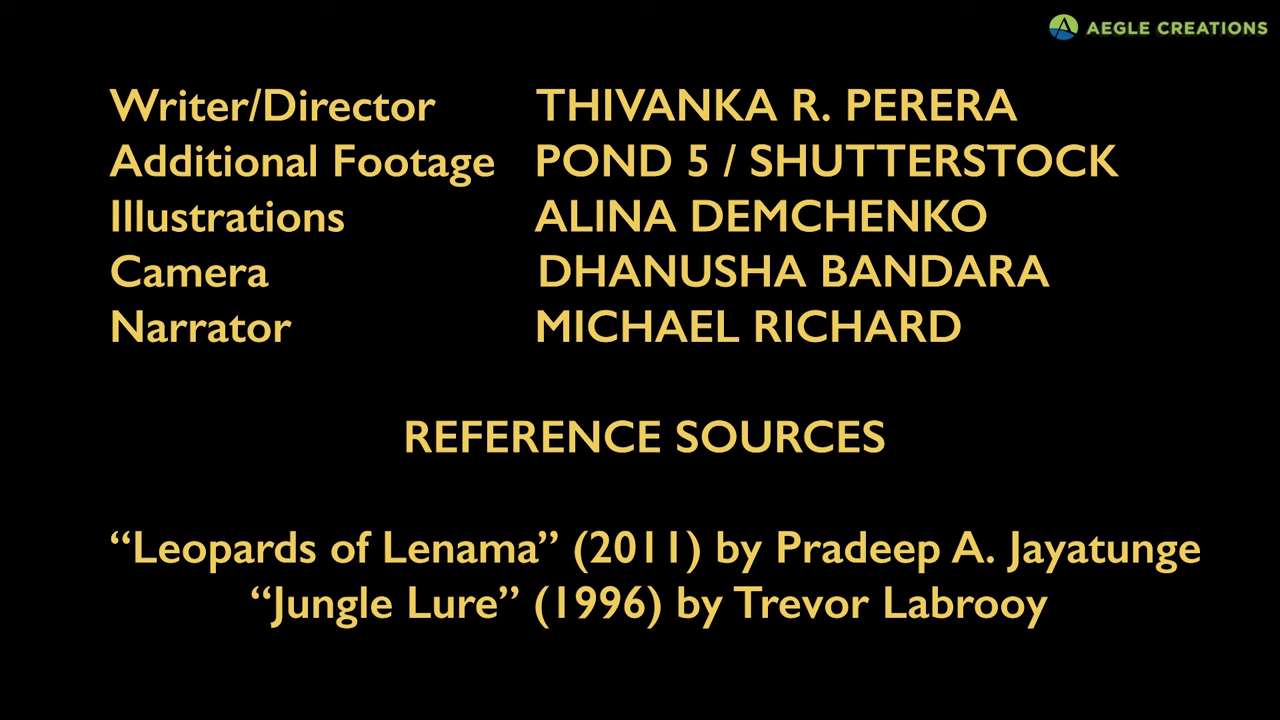 AEGLE CREATIONS
Writer/Director THIVANKA R. PERERA
Additional Footage POND 5 / SHUTTERSTOCK
Illustrations ALINA DEMCHENKO
Camera DHANUSHA BANDARA
Narrator MICHAEL RICHARD
REFERENCE SOURCES
“Leopards of Lenama” (2011) by Pradeep A. Jayatunge
“Jungle Lure” (1996) by Trevor Labrooy